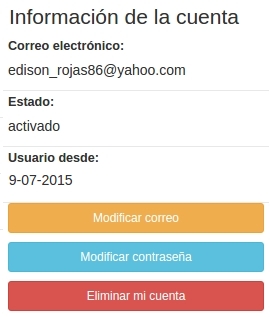 Información de la cuenta
Correo electrónico:
edison_rojas86@yahoo.com
Estado:
activado
Usuario desde:
9-07-2015
Modificar correo
Modificar contraseña
Eliminar mi cuenta